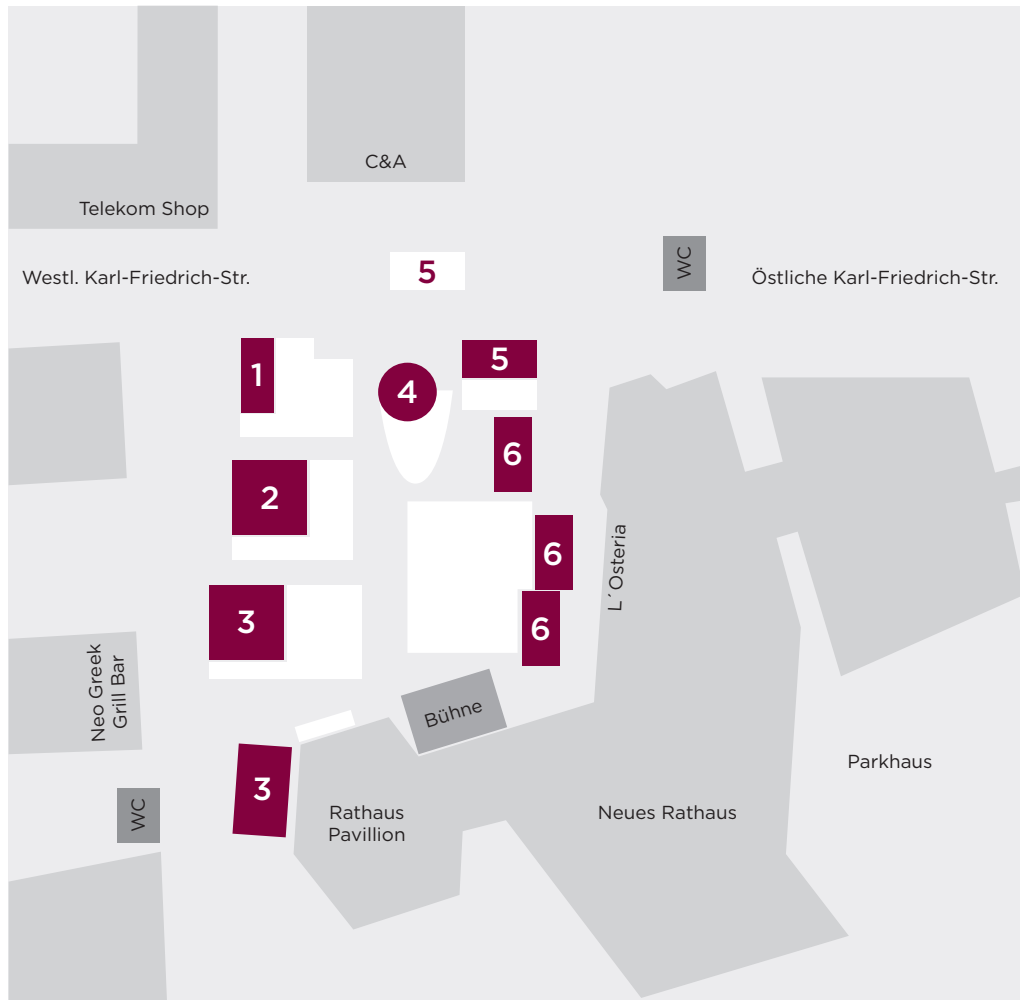 C&A
Telekom Shop
WC
Westl. Karl-Friedrich-Str.
5
Östliche Karl-Friedrich-Str.
1
4
5
2
6
6
L´Osteria
3
6
Neo Greek
Grill Bar
Bühne
3
WC
Rathaus
Pavillion
Neues Rathaus
Parkhaus